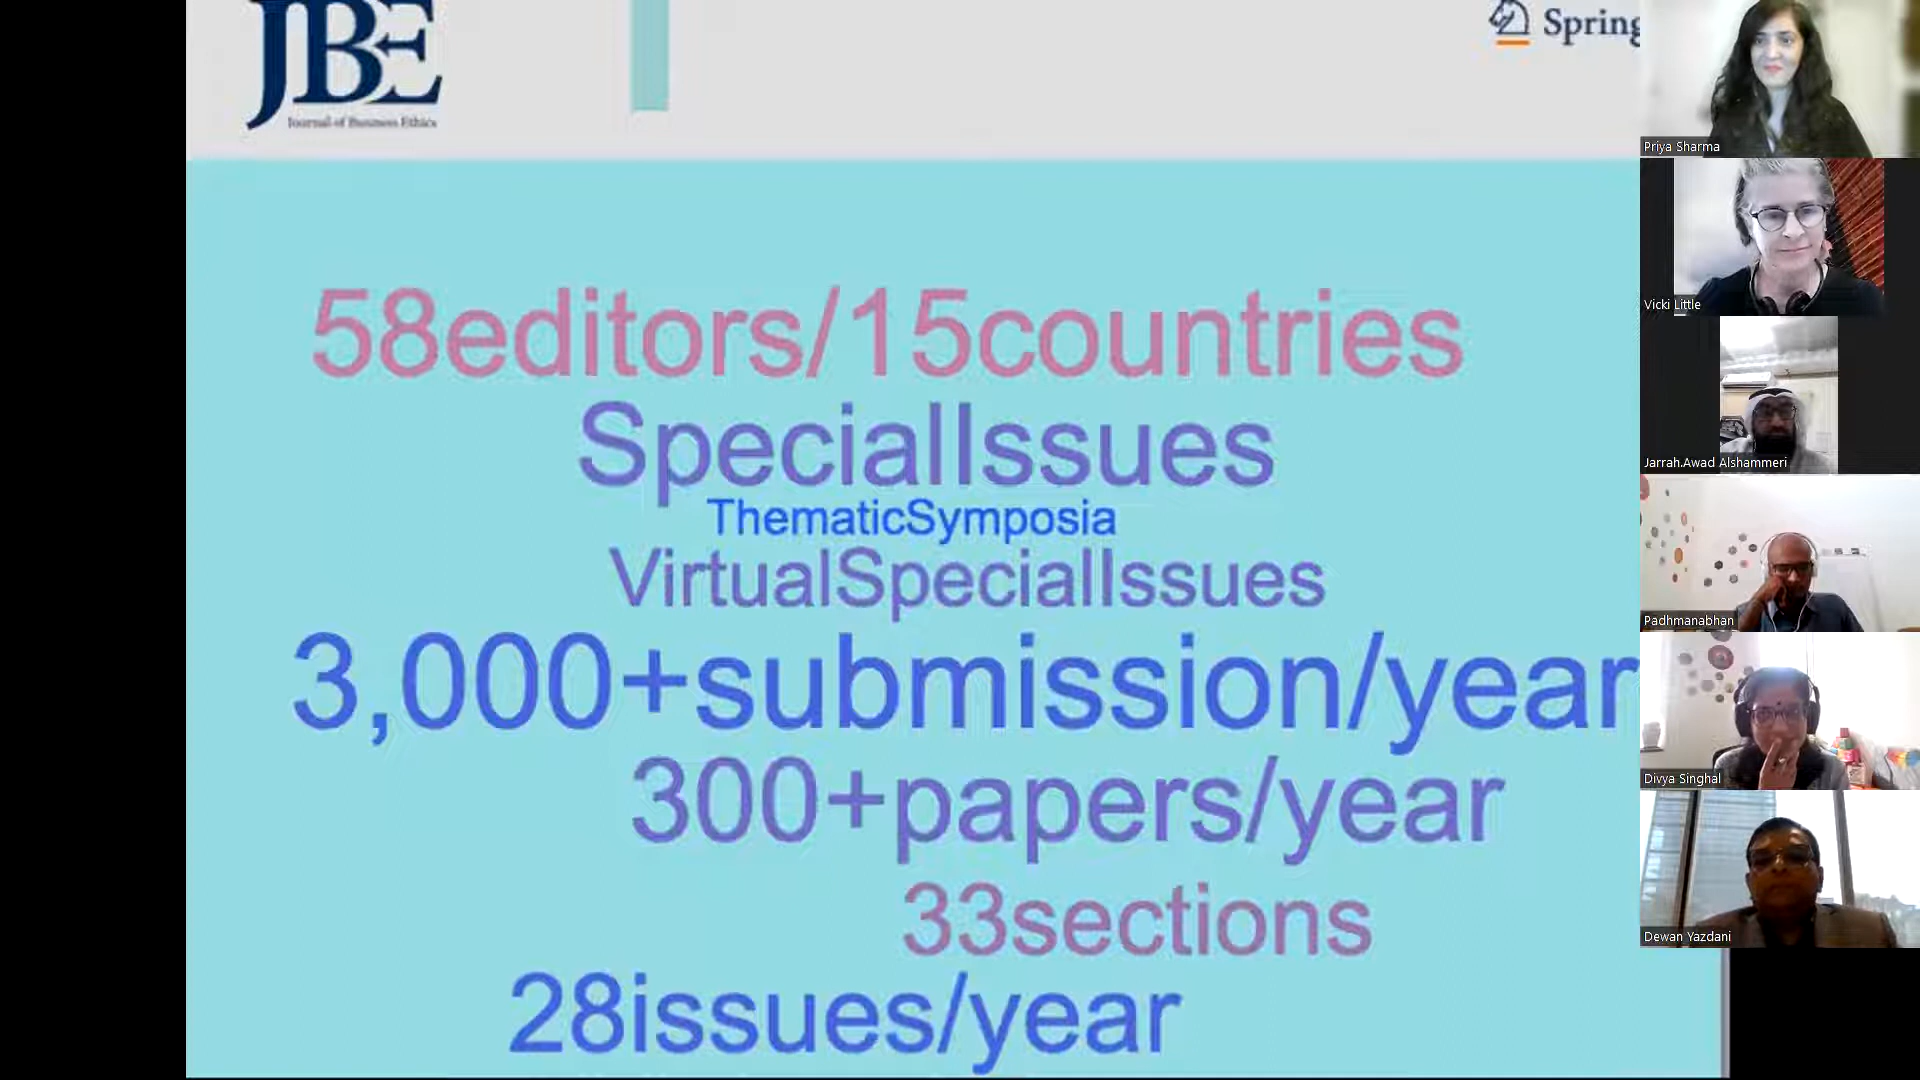 JBE
Journal of Business Ethics
Spring
58editors/15countries
SpecialIssues
ThematicSymposia
VirtualSpecialIssues
3,000+submission/year
300+papers/year
33sections
28issues/year
Priya Sharma
Vicki Little
Jarrah.Awad Alshammeri
Padhmanabhan
Divya Singhal
Dewan Yazdani